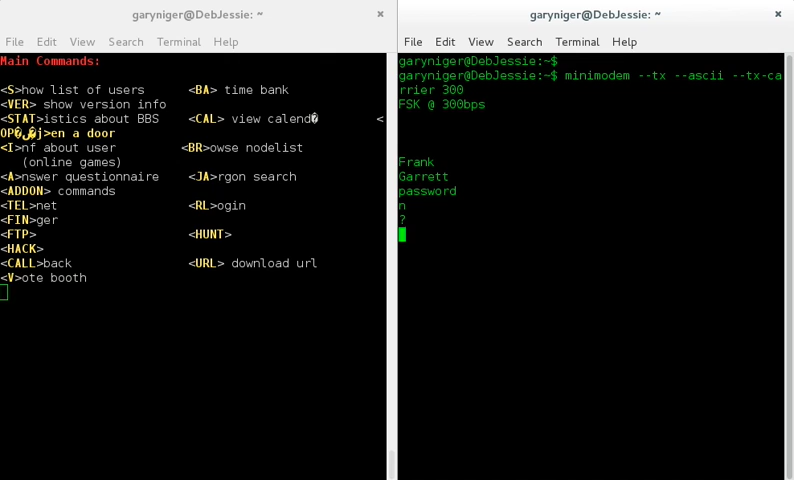 garyniger@DebJessie: ~
File Edit View Search Terminal Help
Main Commands:
<S>how list of users <BA> time bank
<VER> show version info
<STAT>istics about BBS <CAL> view calend� <
OP�ش�j>en a door
<I>nf about user <BR>owse nodelist
(online games)
<A>nswer questionnaire <JA>rgon search
<ADDON> commands
<TEL>net <RL>ogin
<FIN>ger
<FTP> <HUNT>
<HACK>
<CALL>back <URL> download url
<V>ote booth
garyniger@DebJessie: ~
File Edit View Search Terminal Help
garyniger@DebJessie:~$
garyniger@DebJessie:~$ minimodem --tx --ascii --tx-ca
rrier 300
FSK @ 300bps
Frank
Garrett
password
n
?